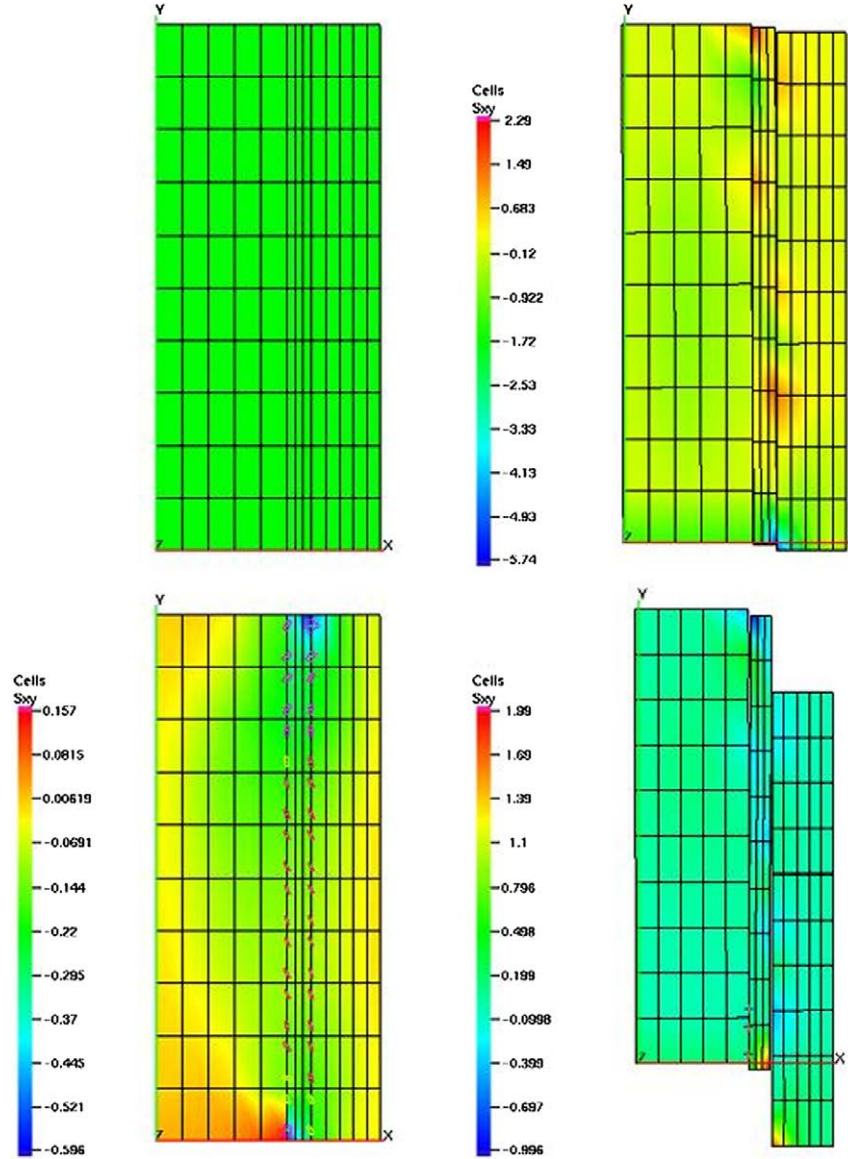 Y
Z
X
Cells
Sxy
2.29
1.49
0.683
-0.12
-0.922
-1.72
-2.53
-3.33
-4.13
-4.93
-5.74
Y
Z
Cells
Sxy
0.157
0.0815
0.00619
-0.0691
-0.144
-0.22
-0.295
-0.37
-0.445
-0.521
-0.596
Y
Z
X
Cells
Sxy
1.99
1.69
1.39
1.1
0.796
0.498
0.199
-0.0998
-0.399
-0.697
-0.996
Y
Z
X